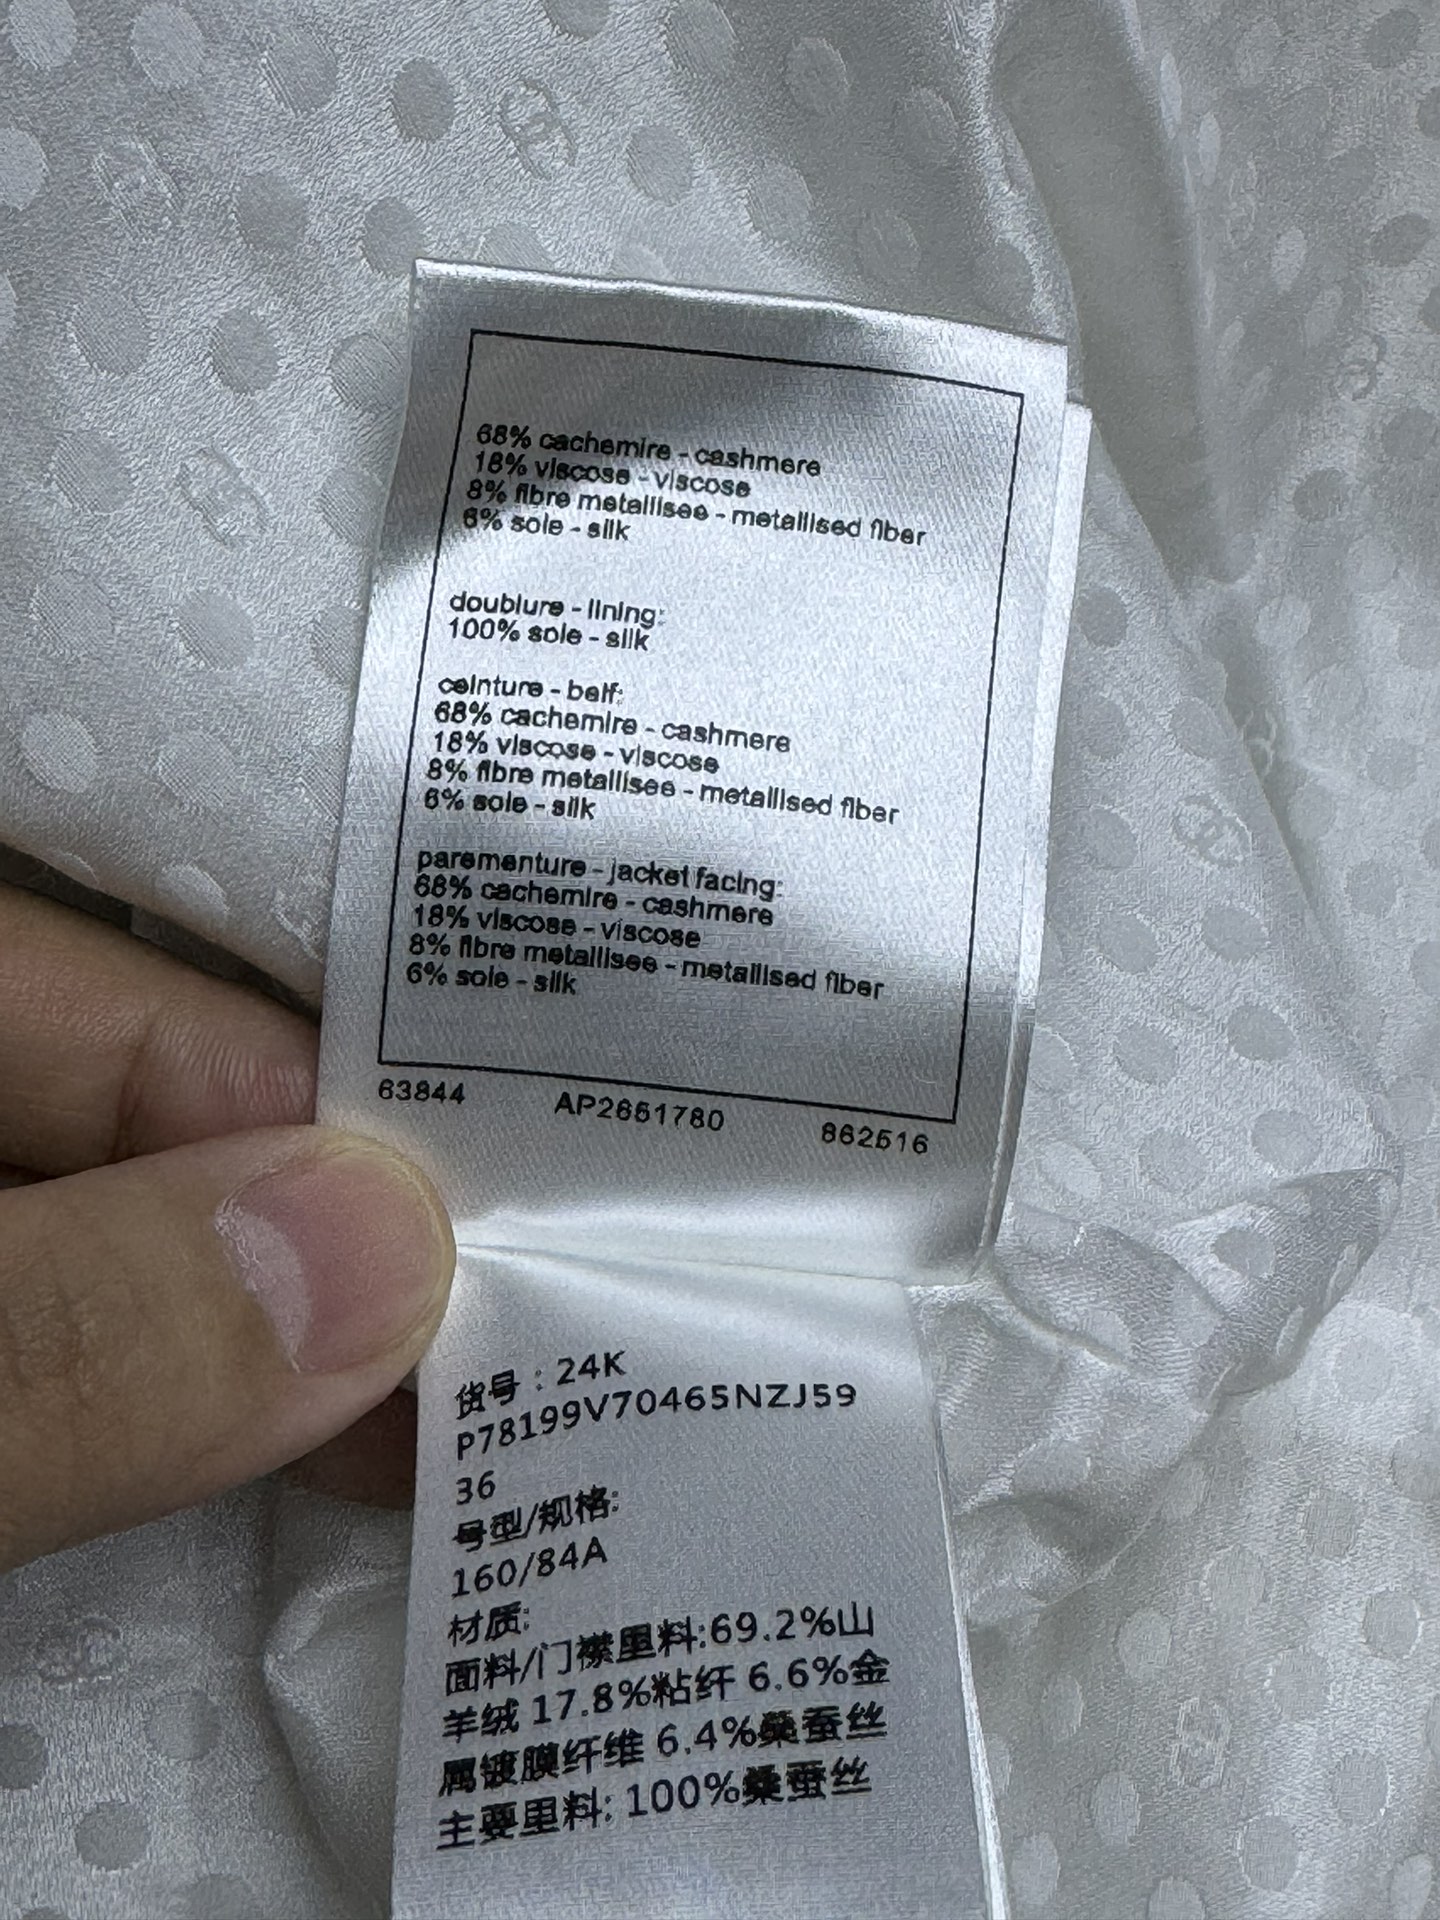 68% cachemire - cashmere
18% viscose - viscose
8% fibre metallisee - metallised fiber
6% soie - silk
doublure - lining:
100% soie - silk
ceinture - belt:
68% cachemire - cashmere
18% viscose - viscose
8% fibre metallisee - metallised fiber
6% soie - silk
parementure - jacket facing:
68% cachemire - cashmere
18% viscose - viscose
8% fibre metallisee - metallised fiber
6% soie - silk
63844 AP2651780 862516
货号：24K
P78199V70465NZJ59
36
号型/规格:
160/84A
材质:
面料/门襟里料:69.2%山
羊绒 17.8%粘纤 6.6%金
属镀膜纤维 6.4%桑蚕丝
主要里料: 100%桑蚕丝